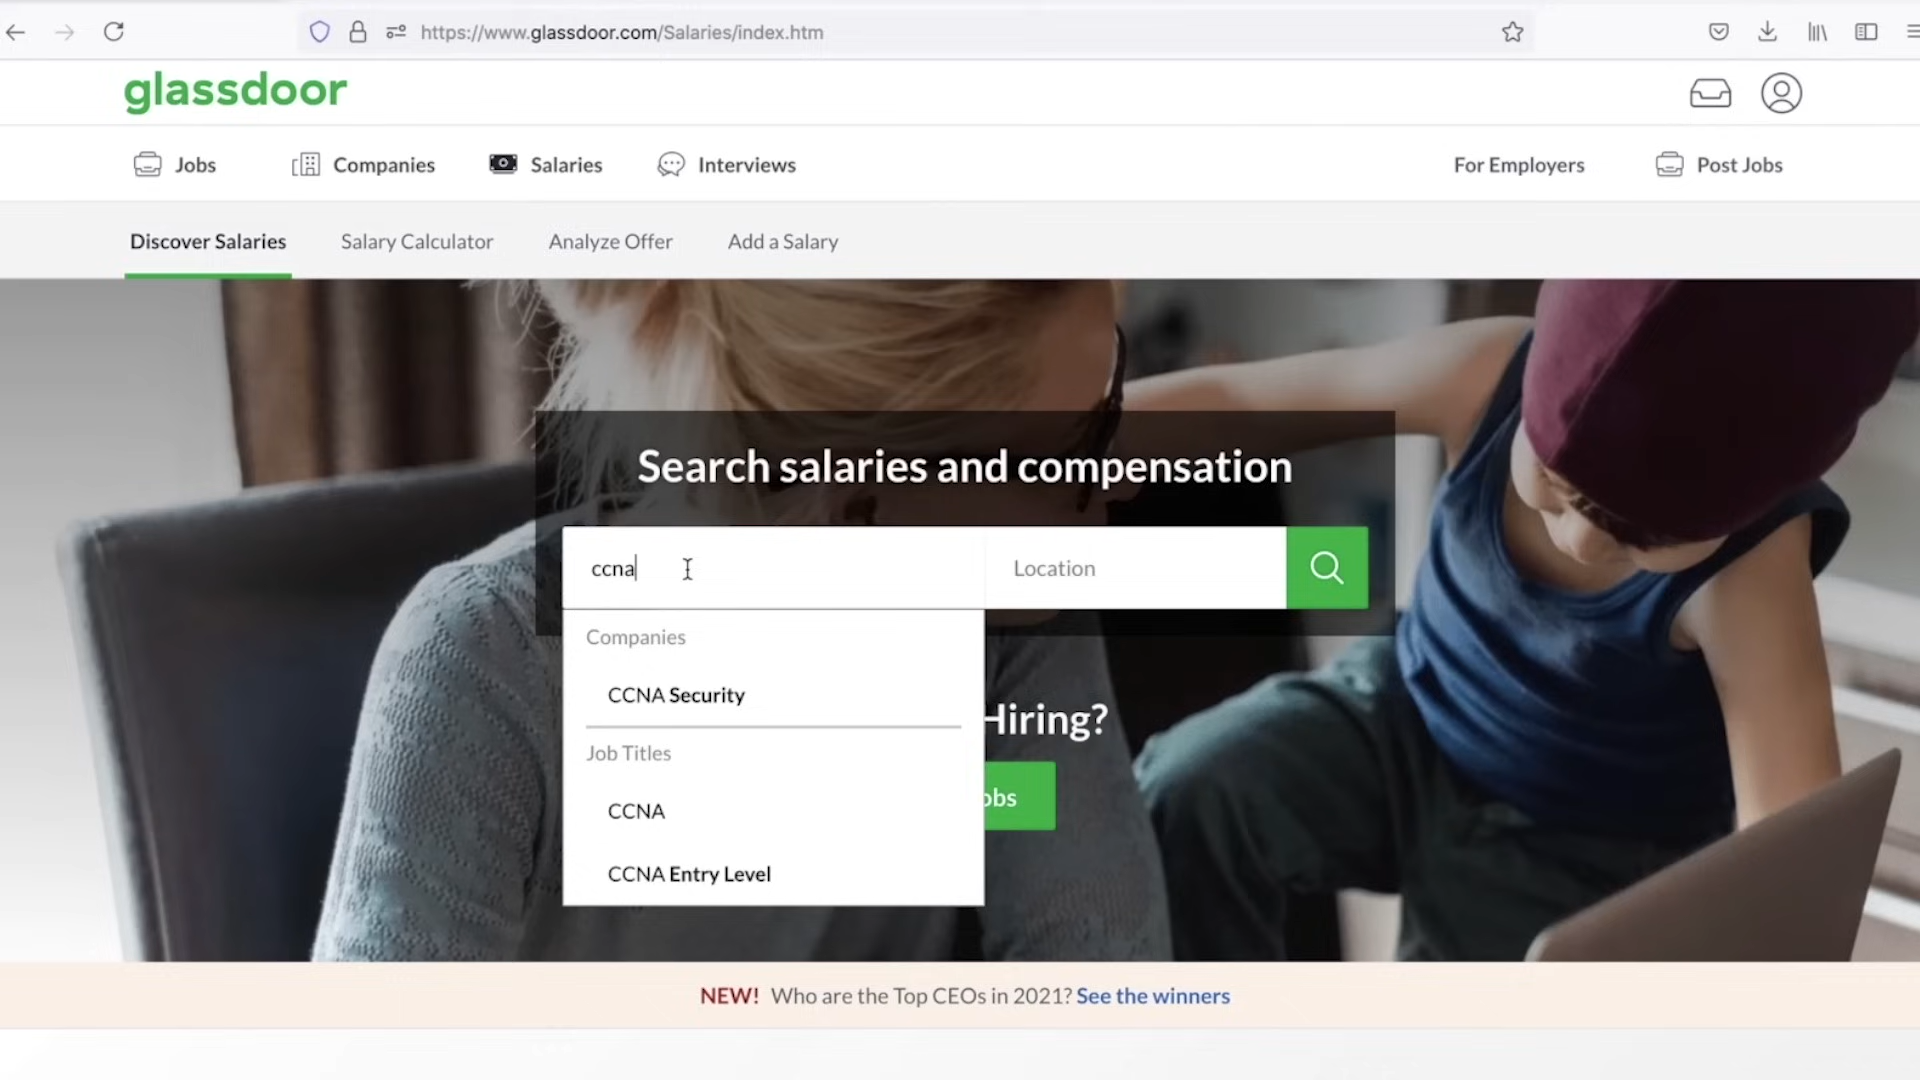 https://www.glassdoor.com/Salaries/index.htm
glassdoor
Jobs
Companies
Salaries
Interviews
For Employers
Post Jobs
Discover Salaries
Salary Calculator
Analyze Offer
Add a Salary
Search salaries and compensation
ccna
Location
Companies
CCNA Security
Hiring?
Job Titles
obs
CCNA
CCNA Entry Level
NEW! Who are the Top CEOs in 2021? See the winners